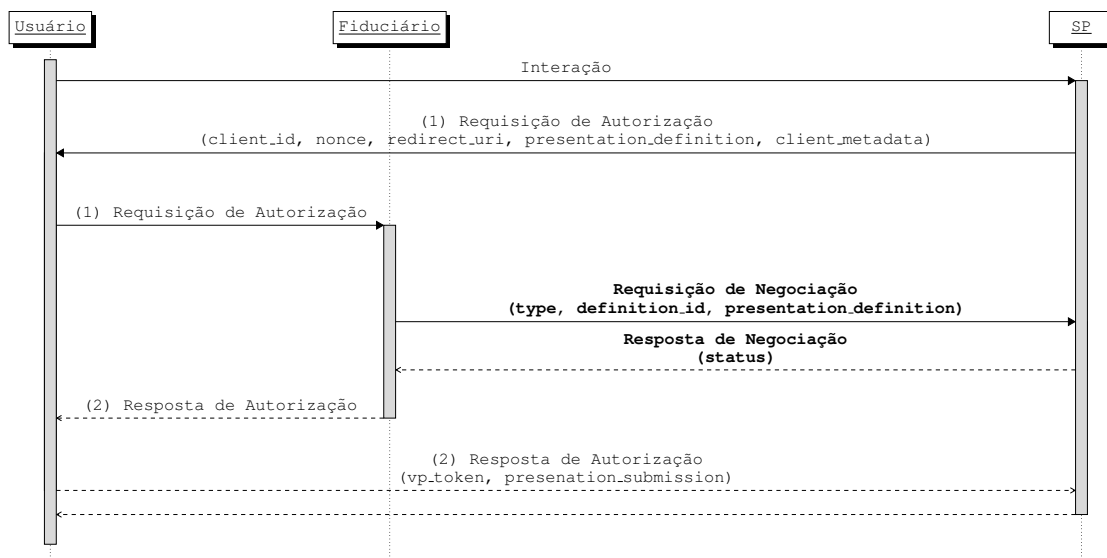 Usuário
Fiduciário
SP
Interação
(1) Requisição de Autorização
(client_id, nonce, redirect_uri, presentation_definition, client_metadata)
(1) Requisição de Autorização
Requisição de Negociação
(type, definition_id, presentation_definition)
Resposta de Negociação
(status)
(2) Resposta de Autorização
(2) Resposta de Autorização
(vp_token, presenation_submission)